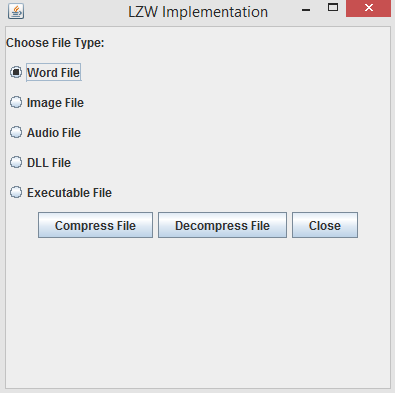 LZW Implementation
Choose File Type:
Word File
Image File
Audio File
DLL File
Executable File
Compress File Decompress File Close